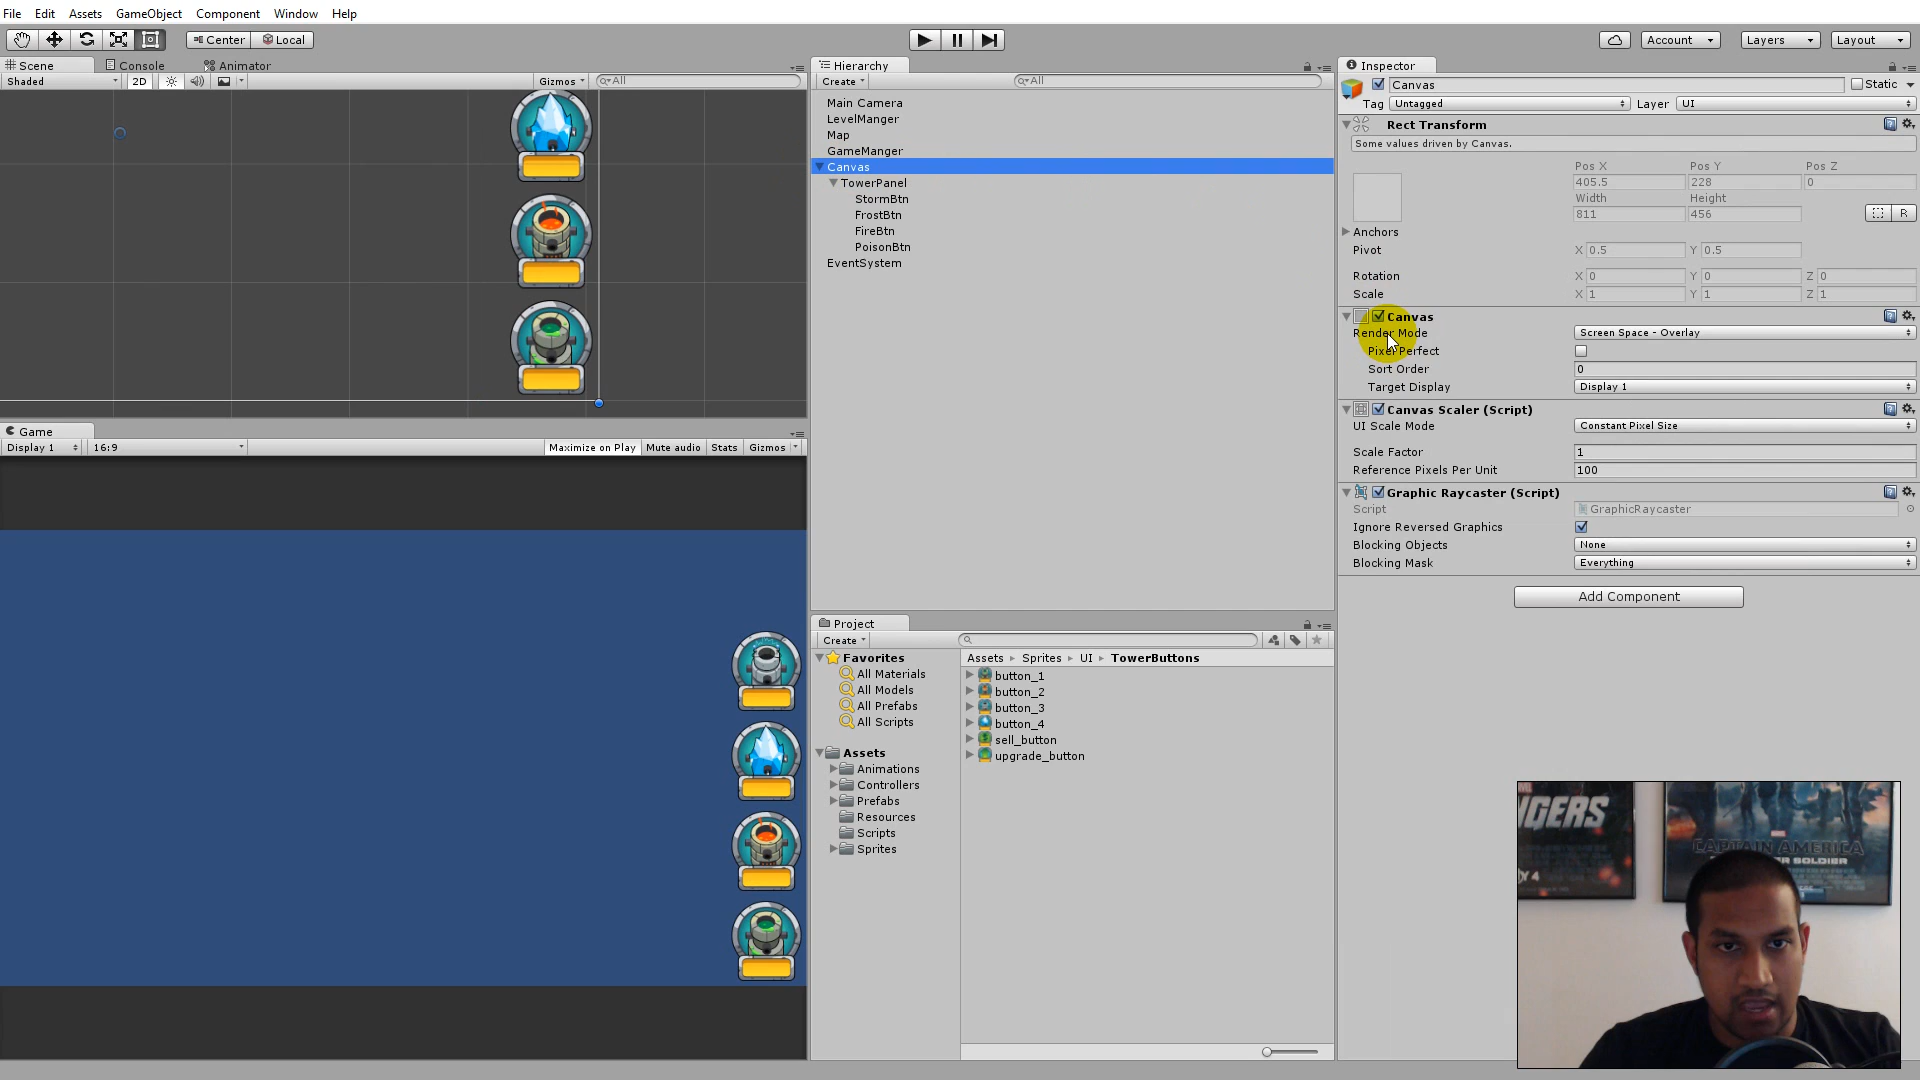 File Edit Assets GameObject Component Window Help
Center Local Account Layers Layout
Scene Console Animator
Shaded 2D Gizmos All
Game
Display 1 16:9 Maximize on Play Mute audio Stats Gizmos
Hierarchy
Create All
Main Camera
LevelManger
Map
GameManger
Canvas
TowerPanel
StormBtn
FrostBtn
FireBtn
PoisonBtn
EventSystem
Project
Create
Favorites
All Materials
All Models
All Prefabs
All Scripts
Assets
Animations
Controllers
Prefabs
Resources
Scripts
Sprites
Assets Sprites UI TowerButtons
button_1
button_2
button_3
button_4
sell_button
upgrade_button
Inspector
Canvas Static
Tag Untagged Layer UI
Rect Transform
Some values driven by Canvas.
Pos X Pos Y Pos Z
405.5 228 0
Width Height
811 456 R
Anchors
Pivot X 0.5 Y 0.5
Rotation X 0 Y 0 Z 0
Scale X 1 Y 1 Z 1
Canvas
Render Mode Screen Space - Overlay
Pixel Perfect
Sort Order 0
Target Display Display 1
Canvas Scaler (Script)
UI Scale Mode Constant Pixel Size
Scale Factor 1
Reference Pixels Per Unit 100
Graphic Raycaster (Script)
Script GraphicRaycaster
Ignore Reversed Graphics
Blocking Objects None
Blocking Mask Everything
Add Component
NGERS
Y 4
MARVEL
CAPTAIN AMERICA
SOLDIER